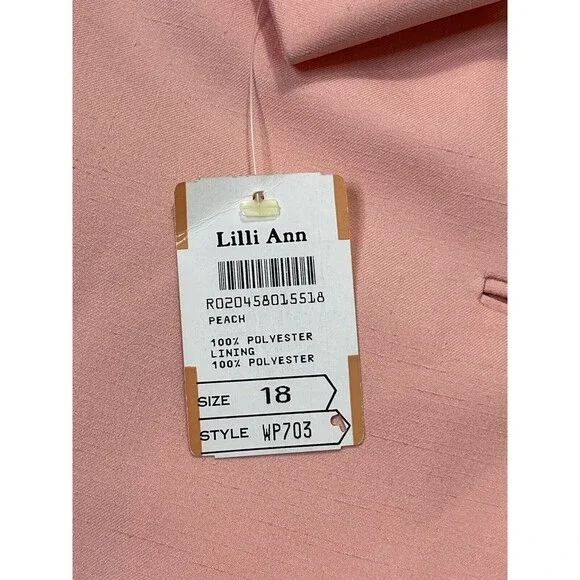 Lilli Ann
R020458015518
PEACH
100% POLYESTER
LINING
100% POLYESTER
SIZE 18
STYLE WP703